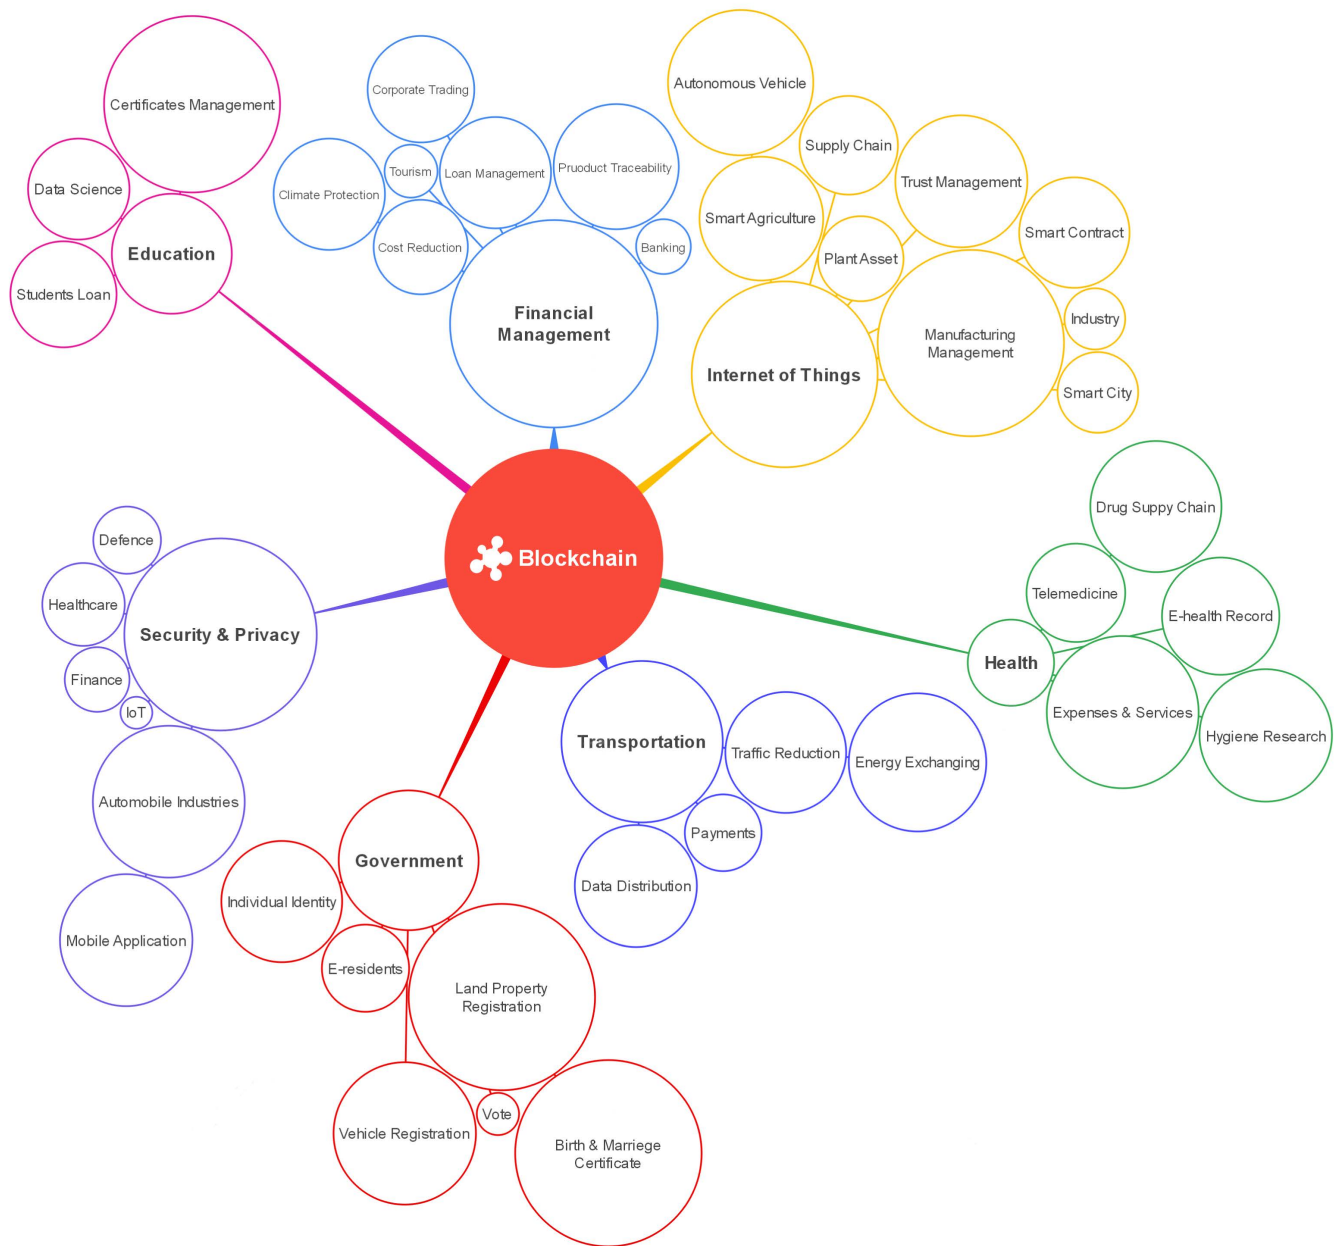 Certificates Management
Data Science
Education
Students Loan
Corporate Trading
Tourism
Loan Management
Pruoduct Traceability
Climate Protection
Cost Reduction
Banking
Financial
Management
Autonomous Vehicle
Supply Chain
Trust Management
Smart Agriculture
Smart Contract
Plant Asset
Industry
Manufacturing
Management
Internet of Things
Smart City
Blockchain
Drug Suppy Chain
Telemedicine
E-health Record
Health
Expenses & Services
Hygiene Research
Defence
Healthcare
Security & Privacy
Finance
IoT
Automobile Industries
Mobile Application
Transportation
Traffic Reduction
Energy Exchanging
Payments
Data Distribution
Government
Individual Identity
E-residents
Land Property
Registration
Vote
Vehicle Registration
Birth & Marriege
Certificate